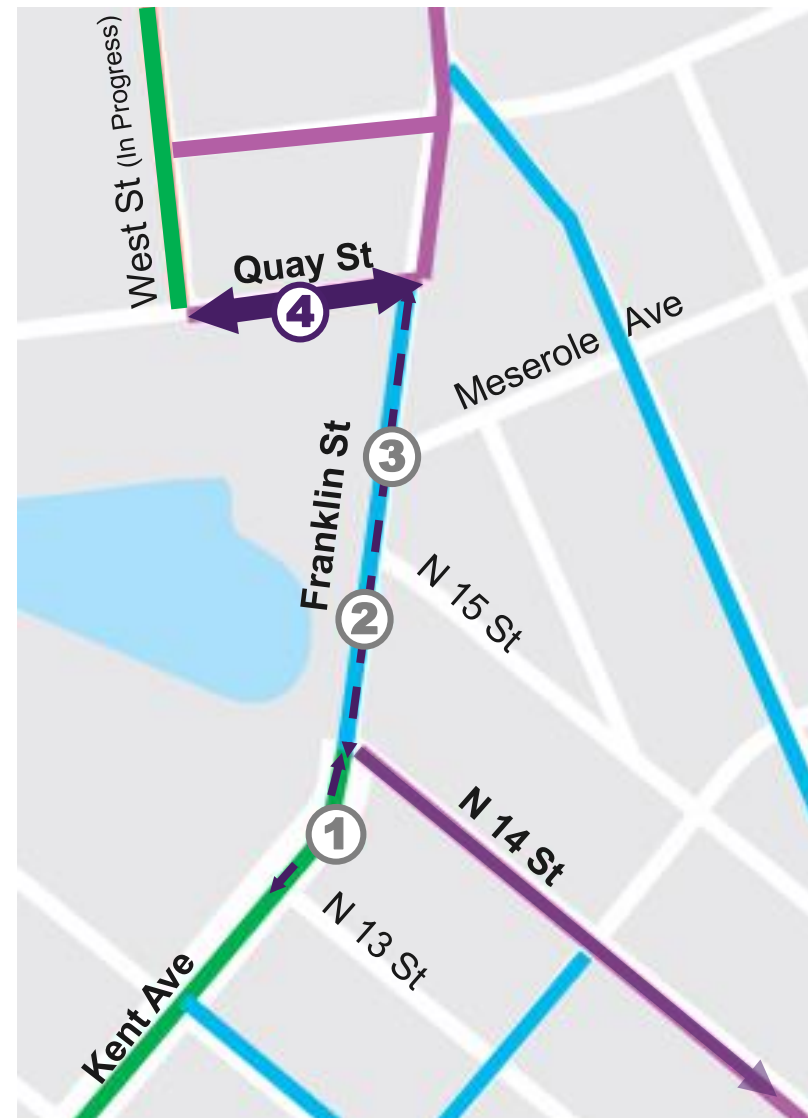 West St (In Progress)
Quay St
4
Meserole Ave
3
Franklin St
N 15 St
2
N 14 St
1
N 13 St
Kent Ave